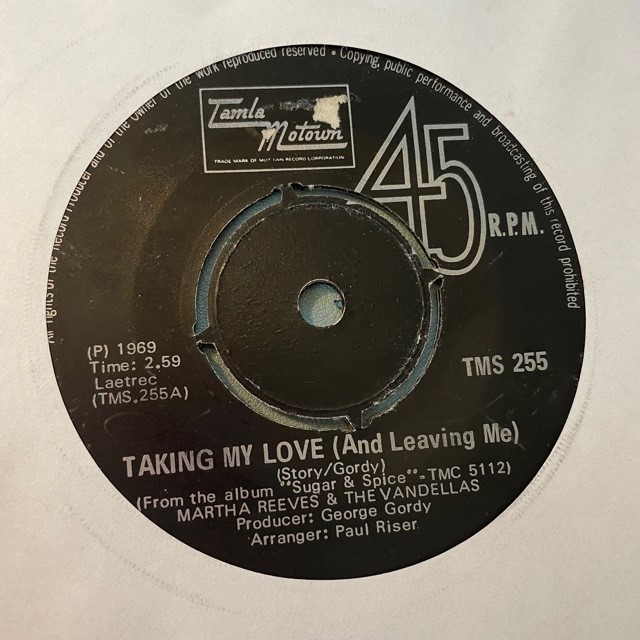 All rights of the Record Producer and of the owner of the work reproduced reserved • Copying, public performance and broadcasting of this record prohibited
Tamla
Motown
TRADE MARK OF MOTOWN RECORD CORPORATION
45
R.P.M.
(P) 1969
Time: 2.59
Laetrec
(TMS.255A)
TMS 255
TAKING MY LOVE (And Leaving Me)
(Story/Gordy)
(From the album "Sugar & Spice"-TMC 5112)
MARTHA REEVES & THE VANDELLAS
Producer: George Gordy
Arranger: Paul Riser